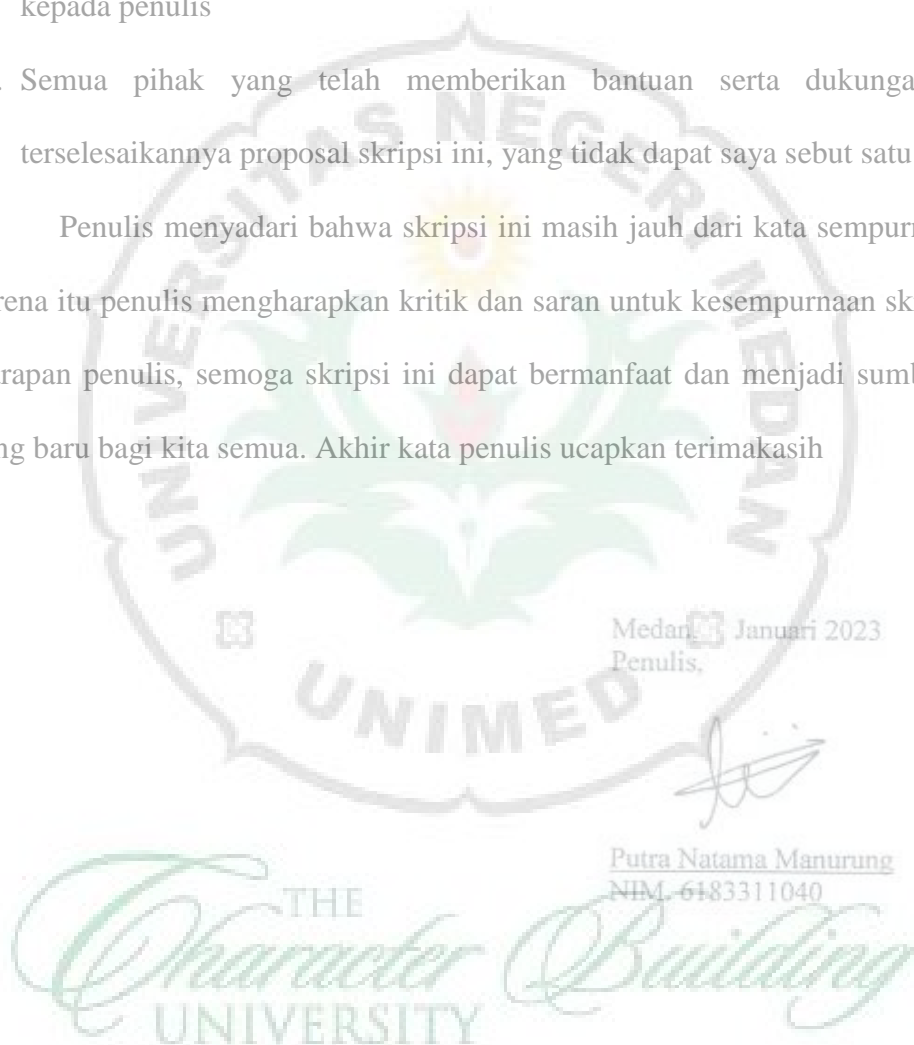 kepada penulis
. Semua pihak yang telah memberikan bantuan serta dukunga
terselesaikannya proposal skripsi ini, yang tidak dapat saya sebut satu
Penulis menyadari bahwa skripsi ini masih jauh dari kata sempurn
rena itu penulis mengharapkan kritik dan saran untuk kesempurnaan sk
rapan penulis, semoga skripsi ini dapat bermanfaat dan menjadi sumb
ng baru bagi kita semua. Akhir kata penulis ucapkan terimakasih
UNIVERSITAS NEGERI MEDAN
UNIMED
Medan, Januari 2023
Penulis,
Putra Natama Manurung
NIM. 6183311040
THE
Character Building
UNIVERSITY